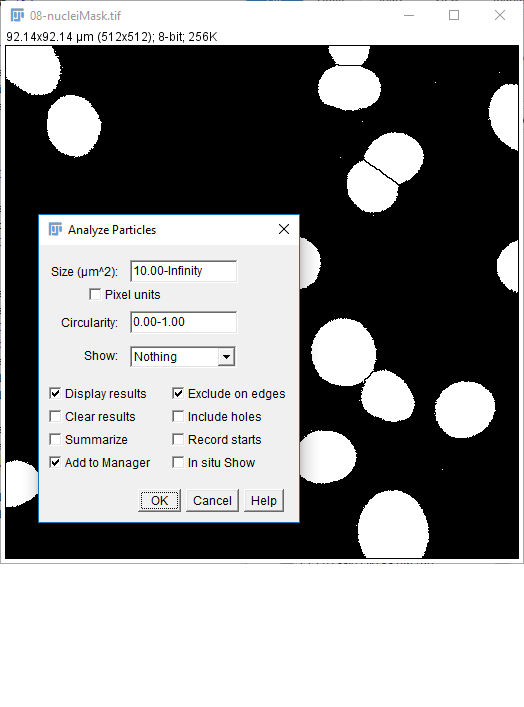 08-nucleiMask.tif
92.14x92.14 µm (512x512); 8-bit; 256K
Analyze Particles
Size (µm^2): 10.00-Infinity
Pixel units
Circularity: 0.00-1.00
Show: Nothing
Display results Exclude on edges
Clear results Include holes
Summarize Record starts
Add to Manager In situ Show
OK Cancel Help